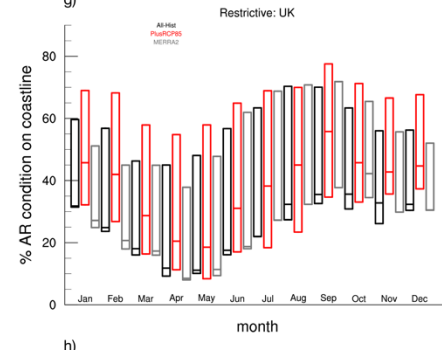 g)
Restrictive: UK
All-Hist
PlusRCP85
MERRA2
% AR condition on coastline
80
60
40
20
0
Jan Feb Mar Apr May Jun Jul Aug Sep Oct Nov Dec
month
h)